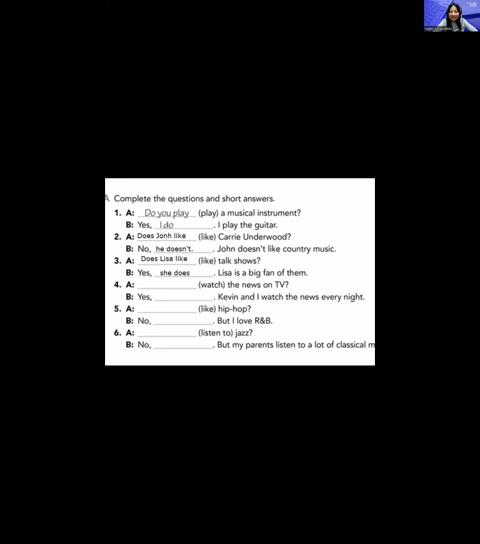 A Complete the questions and short answers.
1. A: Do you play (play) a musical instrument?
B: Yes, I do . I play the guitar.
2. A: Does Jonh like (like) Carrie Underwood?
B: No, he doesn't. . John doesn't like country music.
3. A: Does Lisa like (like) talk shows?
B: Yes, she does . Lisa is a big fan of them.
4. A: (watch) the news on TV?
B: Yes, . Kevin and I watch the news every night.
5. A: (like) hip-hop?
B: No, . But I love R&B.
6. A: (listen to) jazz?
B: No, . But my parents listen to a lot of classical m